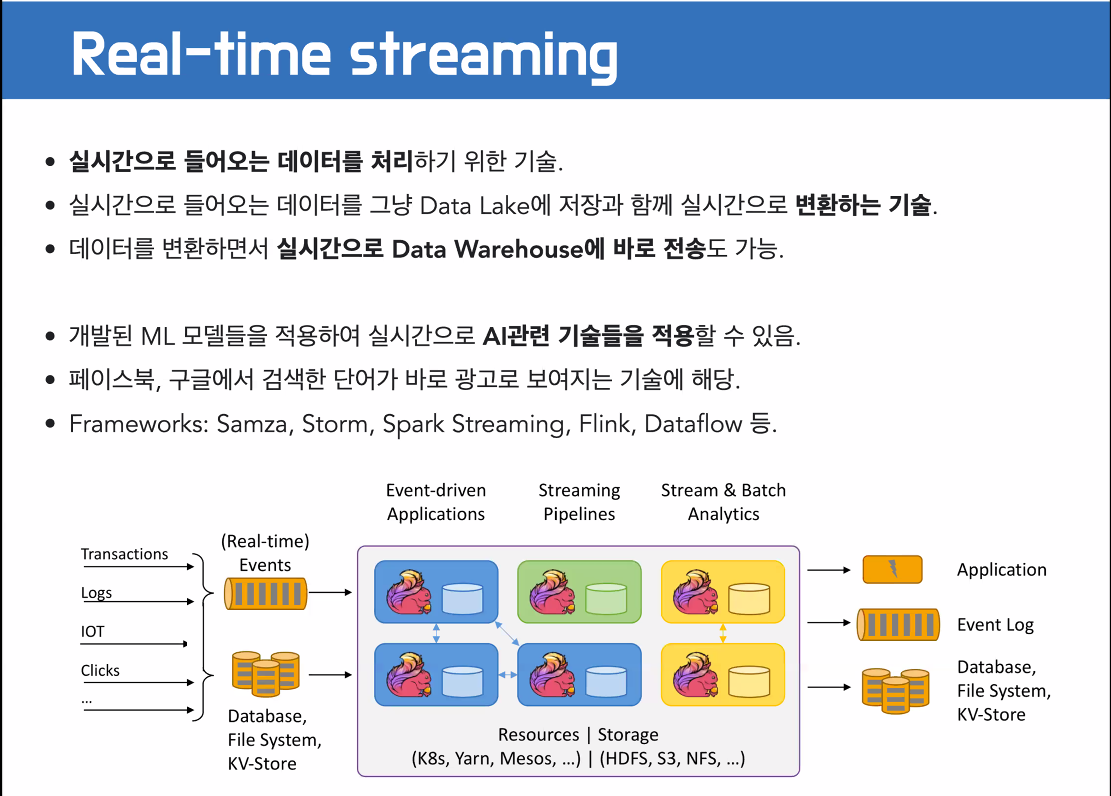 Real-time streaming
• 실시간으로 들어오는 데이터를 처리하기 위한 기술.
• 실시간으로 들어오는 데이터를 그냥 Data Lake에 저장과 함께 실시간으로 변환하는 기술.
• 데이터를 변환하면서 실시간으로 Data Warehouse에 바로 전송도 가능.
• 개발된 ML 모델들을 적용하여 실시간으로 AI관련 기술들을 적용할 수 있음.
• 페이스북, 구글에서 검색한 단어가 바로 광고로 보여지는 기술에 해당.
• Frameworks: Samza, Storm, Spark Streaming, Flink, Dataflow 등.
Event-driven
Applications
Streaming
Pipelines
Stream & Batch
Analytics
Transactions
Logs
IOT
Clicks
...
(Real-time)
Events
Database,
File System,
KV-Store
Resources | Storage
(K8s, Yarn, Mesos, ...) | (HDFS, S3, NFS, ...)
Application
Event Log
Database,
File System,
KV-Store